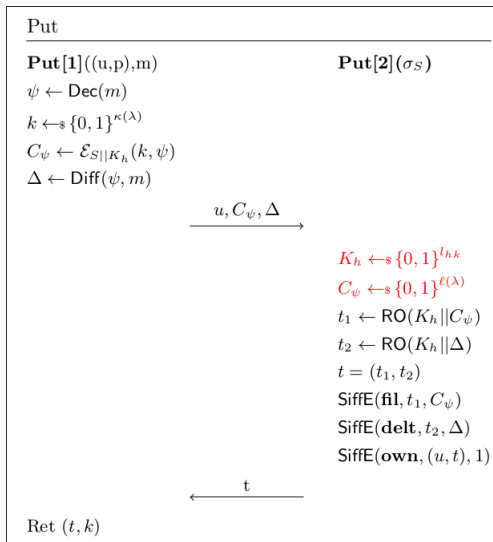 Put
Put[1]((u,p),m) Put[2](σ_S)
ψ ← Dec(m)
k ←$ {0, 1}^{κ(λ)}
C_ψ ← ℰ_{S||K_h}(k, ψ)
Δ ← Diff(ψ, m)
u, C_ψ, Δ
K_h ←$ {0, 1}^{l_{hk}}
C_ψ ←$ {0, 1}^{ℓ(λ)}
t_1 ← RO(K_h||C_ψ)
t_2 ← RO(K_h||Δ)
t = (t_1, t_2)
SiffE(fil, t_1, C_ψ)
SiffE(delt, t_2, Δ)
SiffE(own, (u, t), 1)
t
Ret (t, k)